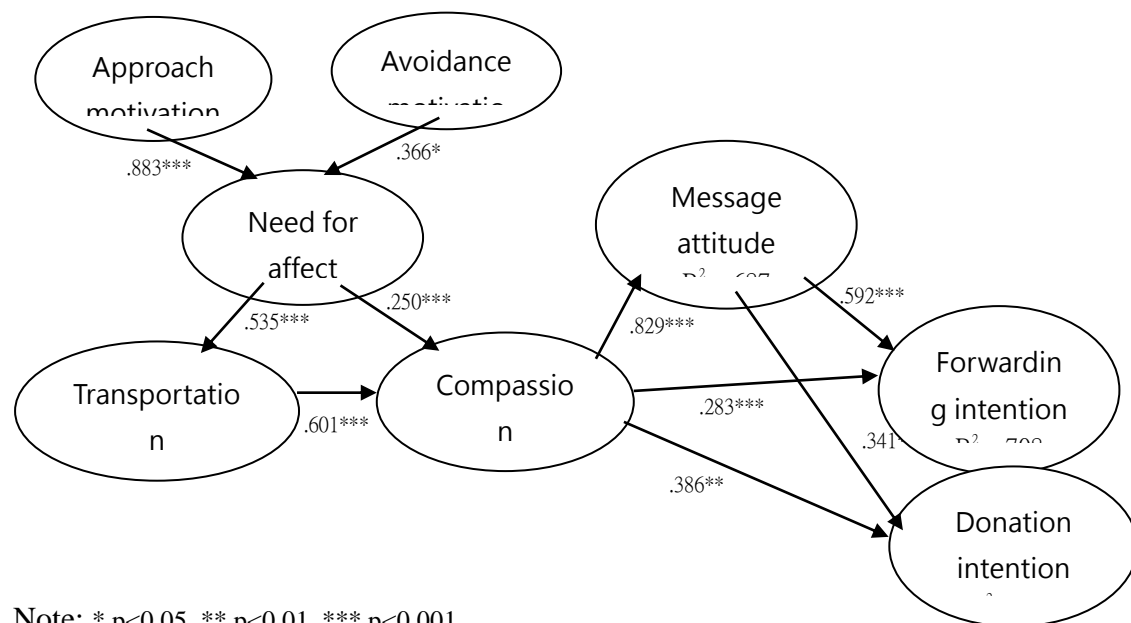 Approach
motivation
Avoidance
.883***
.366*
Need for
affect
Message
attitude
.535***
.250***
.829***
.592***
Transportatio
n
.601***
Compassio
n
.283***
.341
.386**
Forwardin
g intention
Donation
intention
Note: * p<0.05, ** p<0.01, *** p<0.001